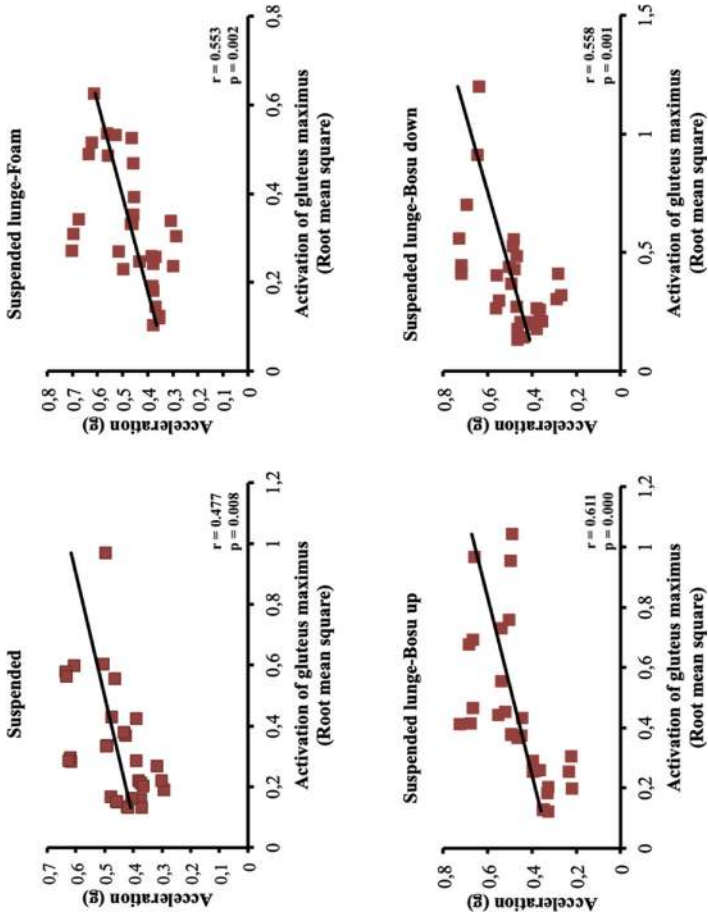 Suspended
Acceleration (g)
0,7
0,6
0,5
0,4
0,3
0,2
0,1
0
r = 0.477
p = 0.008
0 0,2 0,4 0,6 0,8 1 1,2
Activation of gluteus maximus
(Root mean square)
Suspended lunge-Foam
Acceleration (g)
0,8
0,7
0,6
0,5
0,4
0,3
0,2
0,1
0
r = 0.553
p = 0.002
0 0,2 0,4 0,6 0,8
Activation of gluteus maximus
(Root mean square)
Suspended lunge-Bosu up
Acceleration (g)
0,8
0,6
0,4
0,2
0
r = 0.611
p = 0.000
0 0,2 0,4 0,6 0,8 1 1,2
Activation of gluteus maximus
(Root mean square)
Suspended lunge-Bosu down
Acceleration (g)
0,8
0,6
0,4
0,2
0
r = 0.558
p = 0.001
0 0,5 1 1,5
Activation of gluteus maximus
(Root mean square)